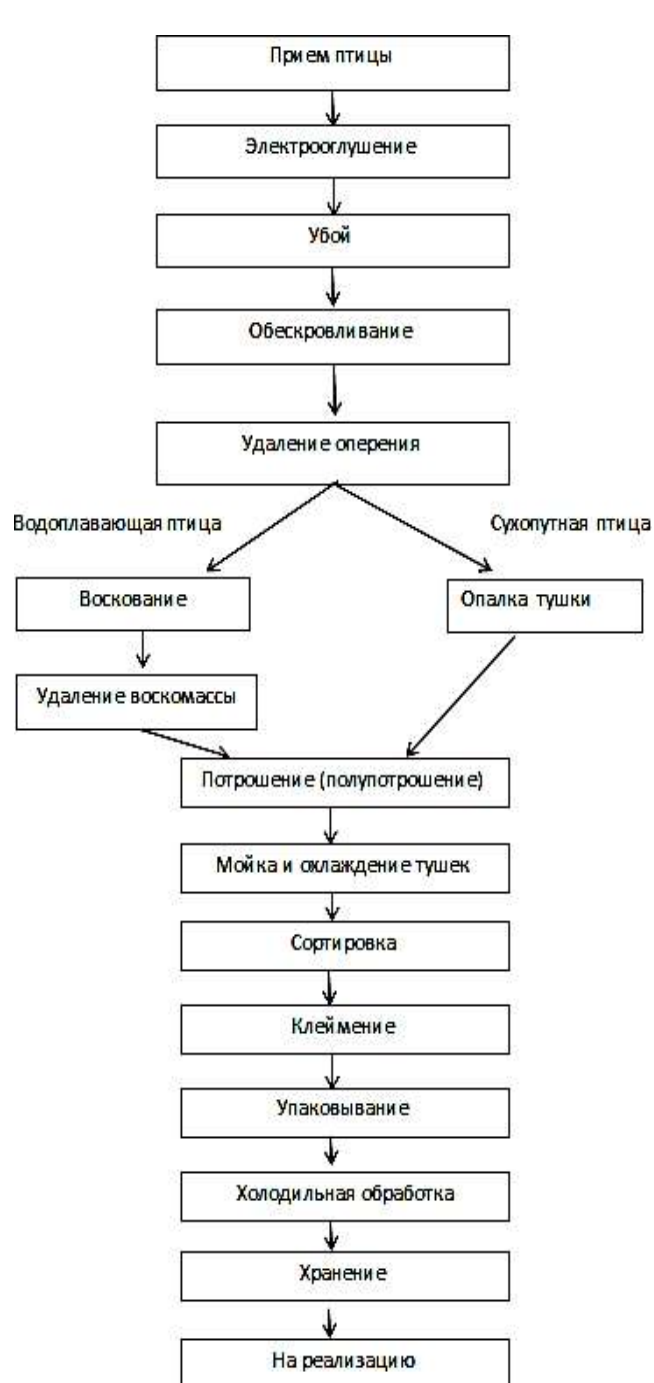 Прием птицы
Электрооглушение
Убой
Обескровливание
Удаление оперения
Водоплавающая птица
Сухопутная птица
Воскование
Опалка тушки
Удаление воскомассы
Потрошение (полупотрошение)
Мойка и охлаждение тушек
Сортировка
Клеймение
Упаковывание
Холодильная обработка
Хранение
На реализацию